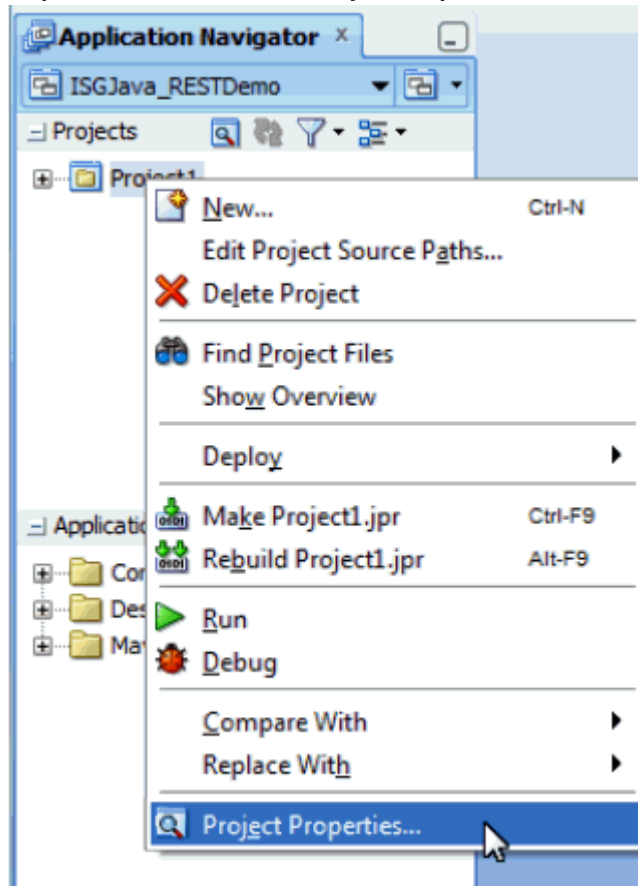 Application Navigator ×
ISGJava_RESTDemo
Projects
Project1
New... Ctrl-N
Edit Project Source Paths...
Delete Project
Find Project Files
Show Overview
Deploy
Make Project1.jpr Ctrl-F9
Rebuild Project1.jpr Alt-F9
Run
Debug
Compare With
Replace With
Project Properties...